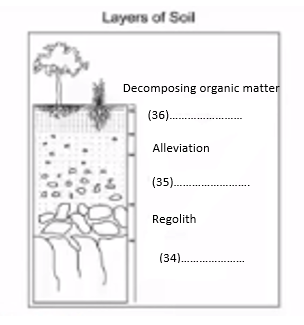 Layers of Soil
Decomposing organic matter
(36)........................
Alleviation
(35).........................
Regolith
(34).....................